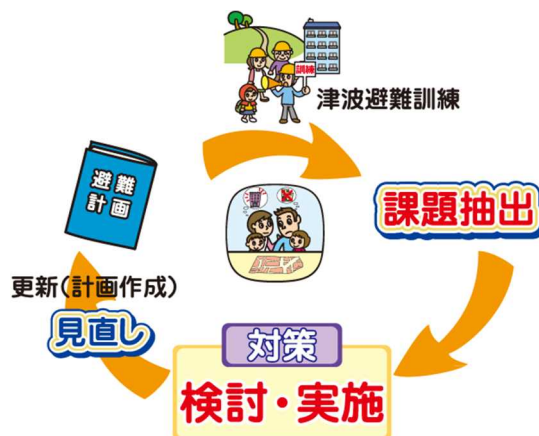 訓練
津波避難訓練
課題抽出
対策
検討・実施
見直し
更新(計画作成)
避難
計画